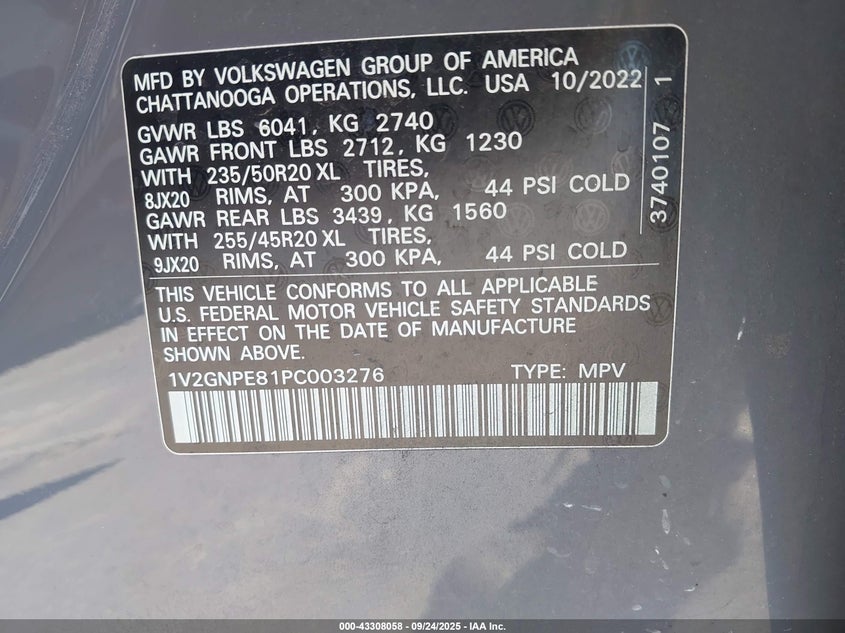 MFD BY VOLKSWAGEN GROUP OF AMERICA
CHATTANOOGA OPERATIONS, LLC. USA 10/2022
GVWR LBS 6041, KG 2740
GAWR FRONT LBS 2712, KG 1230
WITH 235/50R20 XL TIRES,
8JX20 RIMS, AT 300 KPA, 44 PSI COLD
GAWR REAR LBS 3439, KG 1560
WITH 255/45R20 XL TIRES,
9JX20 RIMS, AT 300 KPA, 44 PSI COLD
3740107 1
THIS VEHICLE CONFORMS TO ALL APPLICABLE
U.S. FEDERAL MOTOR VEHICLE SAFETY STANDARDS
IN EFFECT ON THE DATE OF MANUFACTURE
SHOWN ABOVE.
1V2GNPE81PC003276 TYPE: MPV
000-43308058 - 09/24/2025 - IAA Inc.